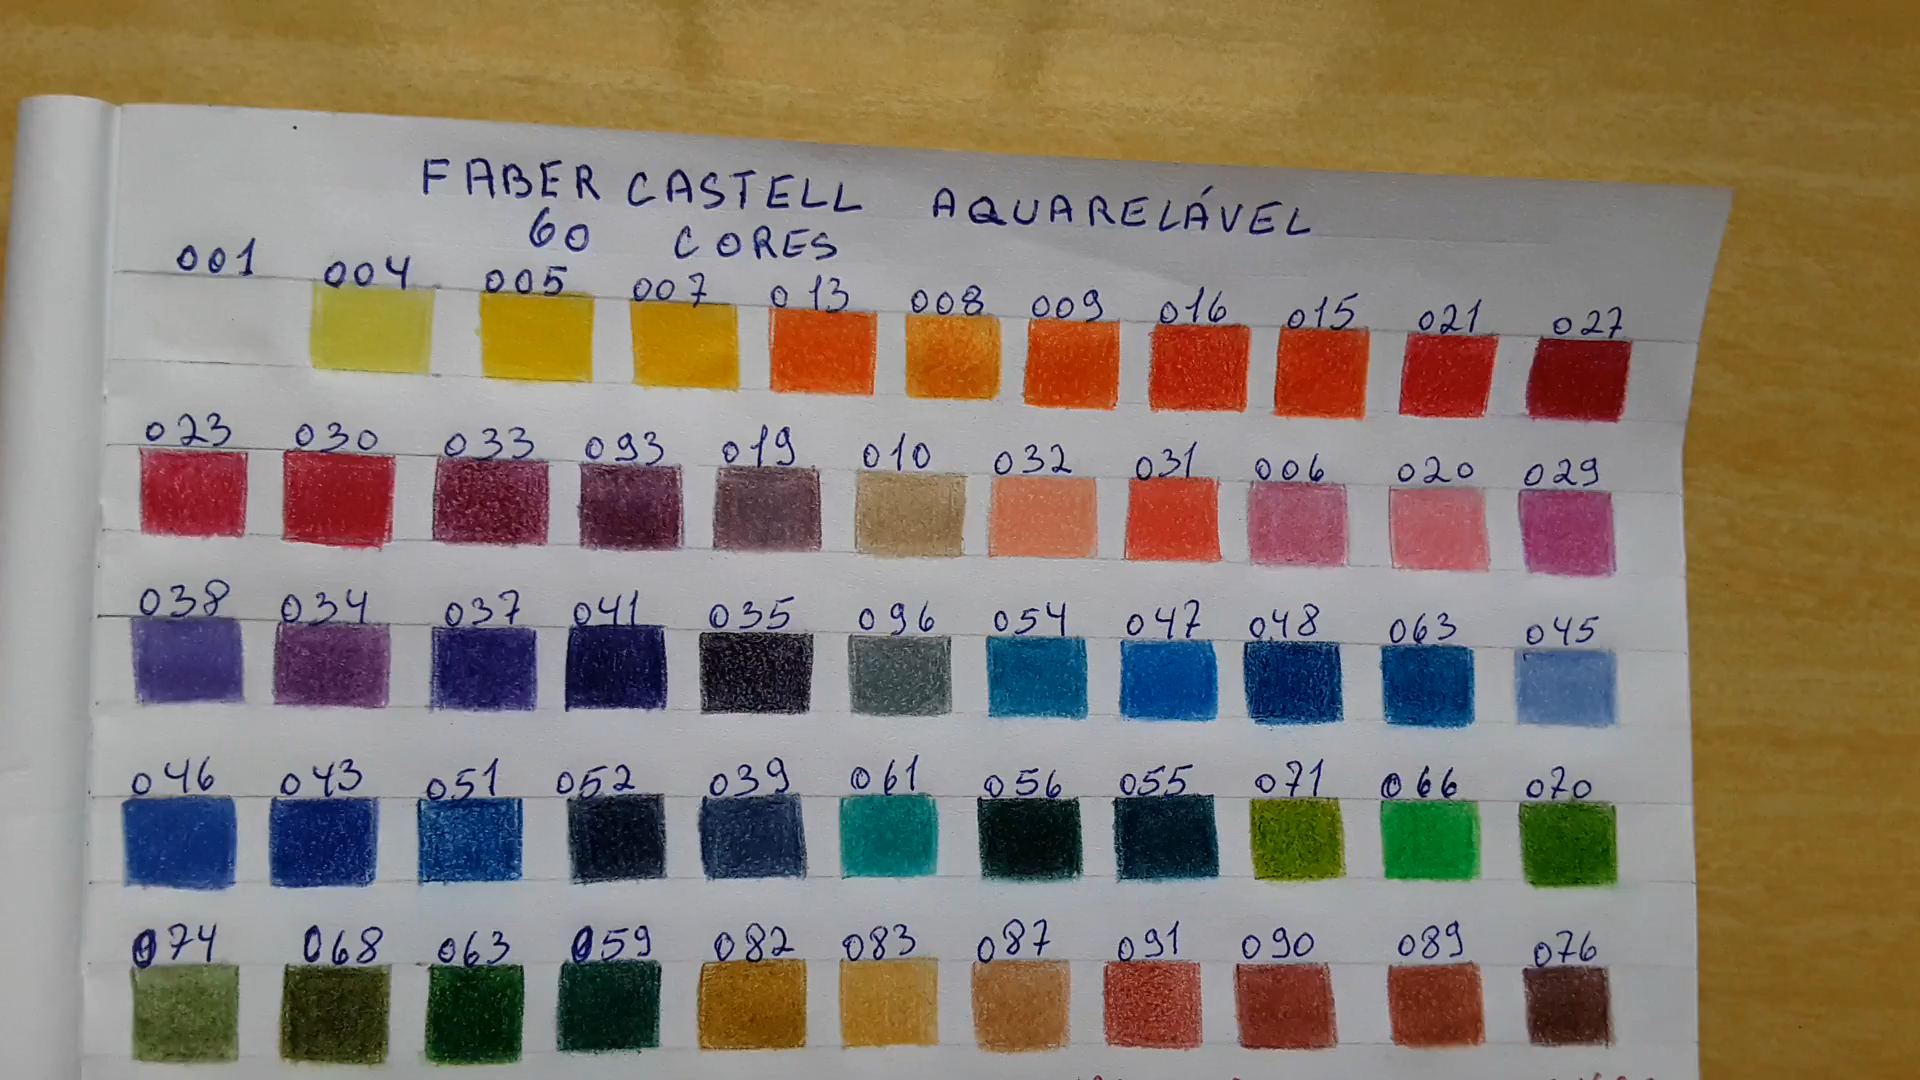 FABER CASTELL AQUARELÁVEL
60 CORES
001 004 005 007 013 008 009 016 015 021 027
023 030 033 093 019 010 032 031 006 020 029
038 034 037 041 035 096 054 047 048 063 045
046 043 051 052 039 061 056 055 071 066 070
074 068 063 059 082 083 087 091 090 089 076